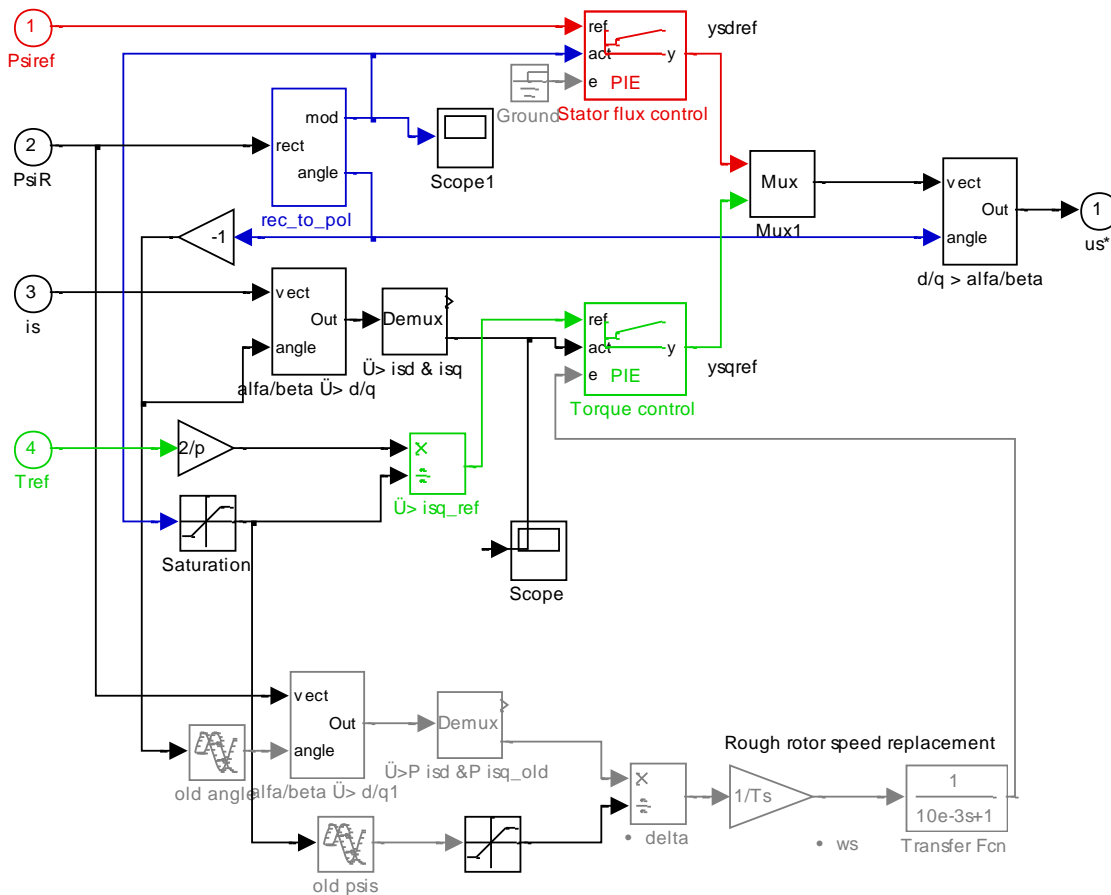 1
Psiref
ref
act
e
y
PIE
Stator flux control
ysdref
Ground
2
PsiR
rect
mod
angle
rec_to_pol
Scope1
Mux
Mux1
vect
angle
Out
d/q > alfa/beta
1
us*
-1
3
is
vect
angle
Out
alfa/beta Ü> d/q
Demux
Ü> isd & isq
ref
act
e
y
PIE
Torque control
ysqref
4
Tref
2/p
×
÷
Ü> isq_ref
Saturation
Scope
vect
angle
Out
alfa/beta Ü> d/q1
old angle
Demux
Ü>P isd &P isq_old
old psis
×
÷
• delta
Rough rotor speed replacement
1/Ts
• ws
1
10e-3s+1
Transfer Fcn